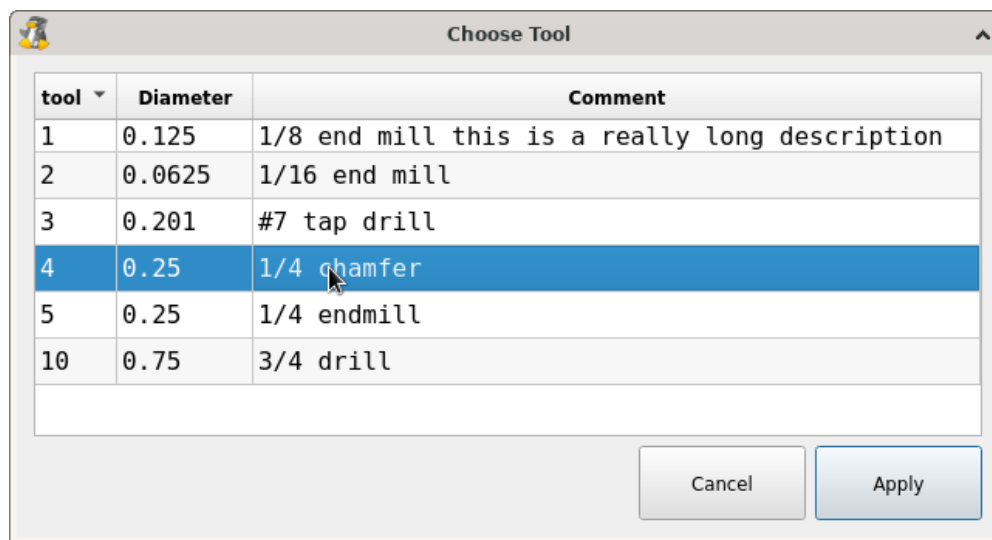 Choose Tool
tool Diameter Comment
1 0.125 1/8 end mill this is a really long description
2 0.0625 1/16 end mill
3 0.201 #7 tap drill
4 0.25 1/4 chamfer
5 0.25 1/4 endmill
10 0.75 3/4 drill
Cancel Apply